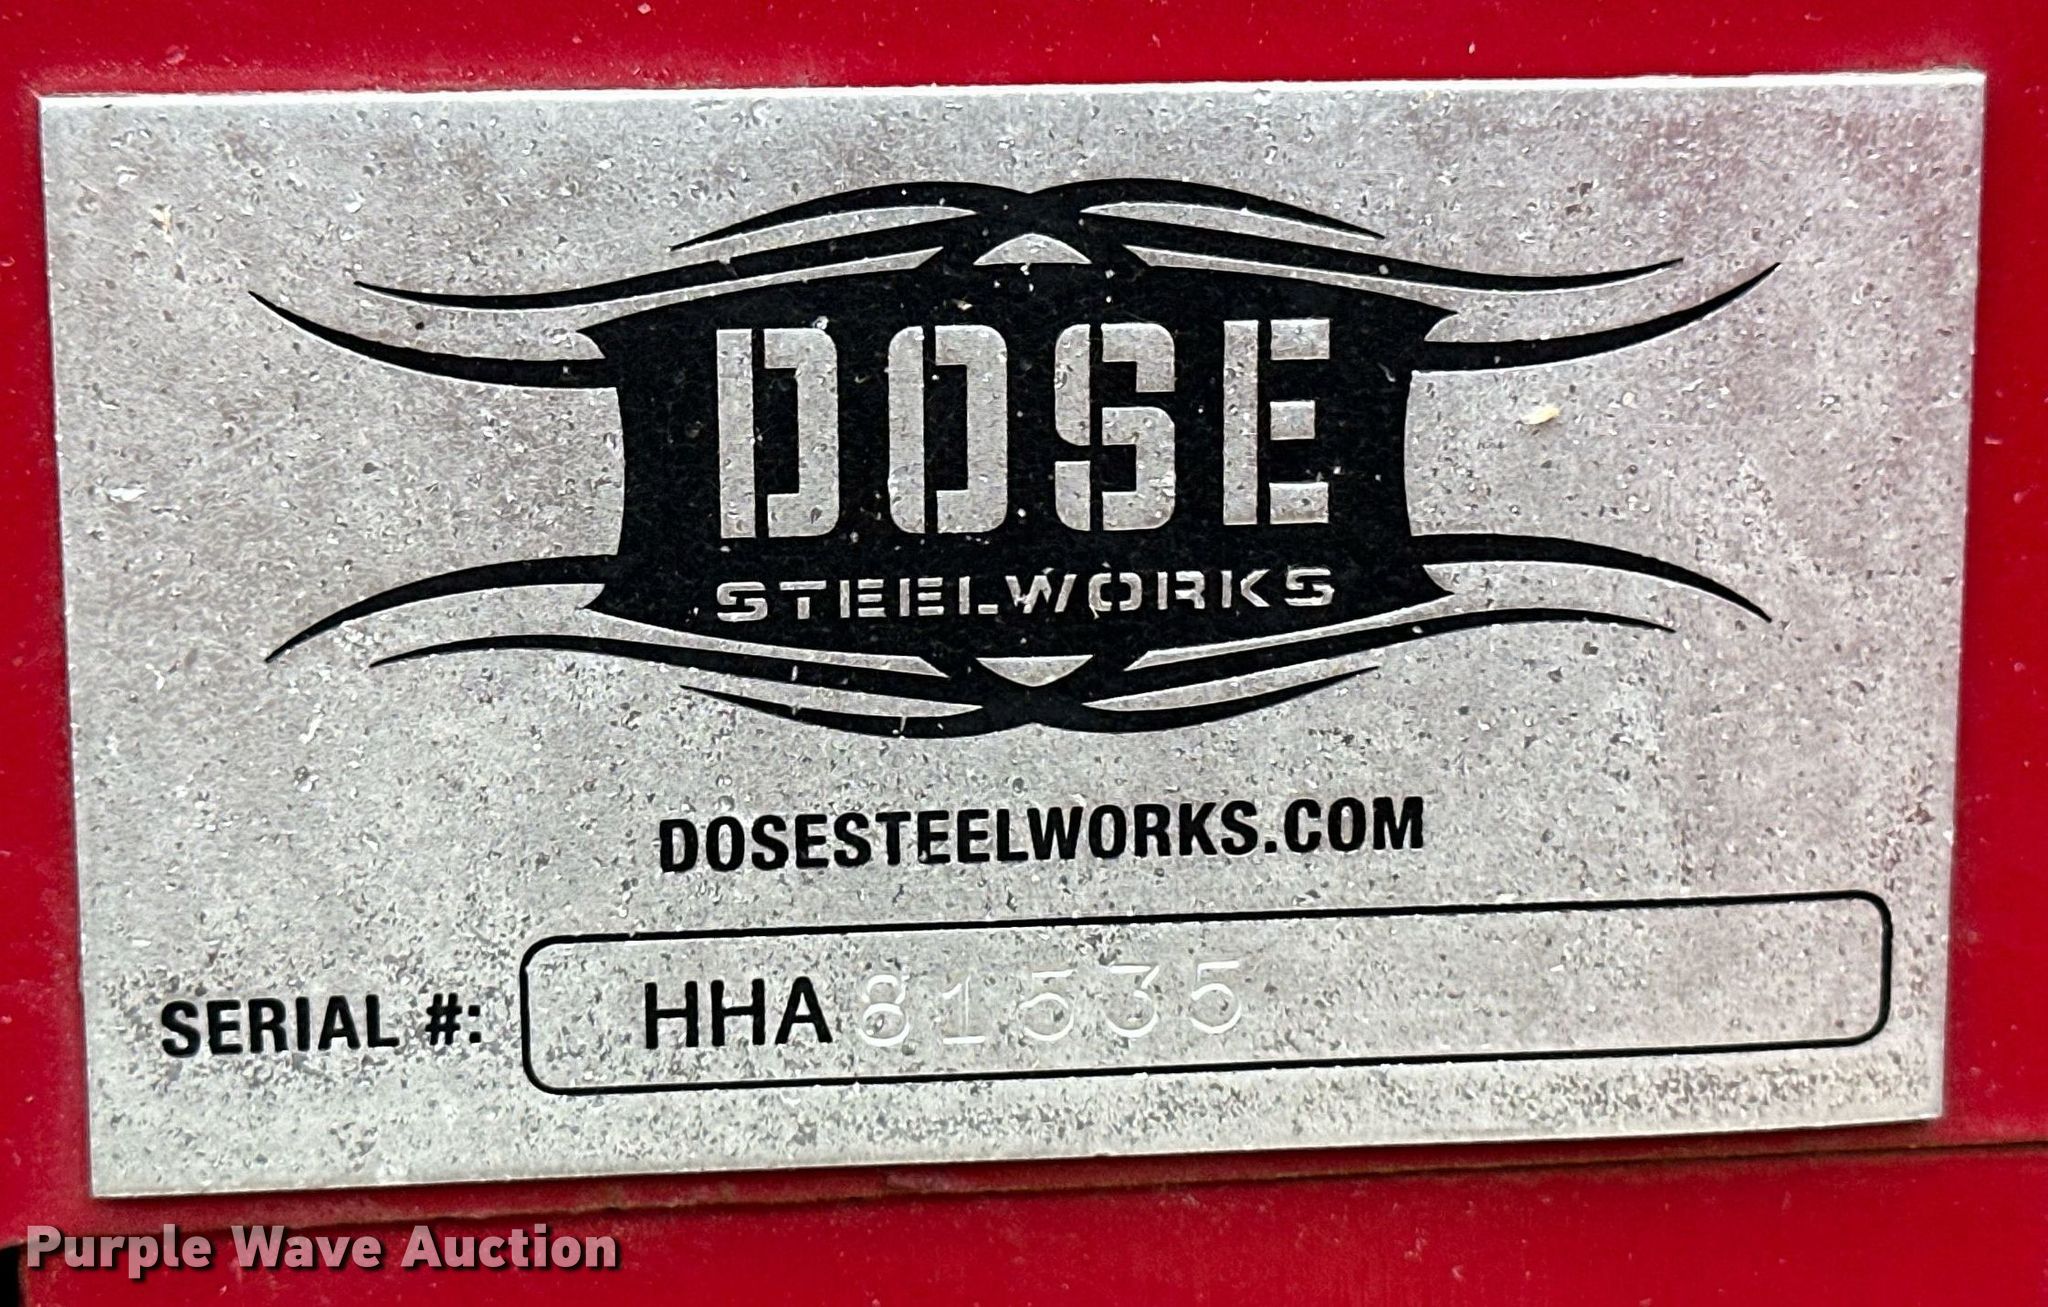 DOSE
STEELWORKS
DOSESTEELWORKS.COM
SERIAL #: HHA 81535
Purple Wave Auction